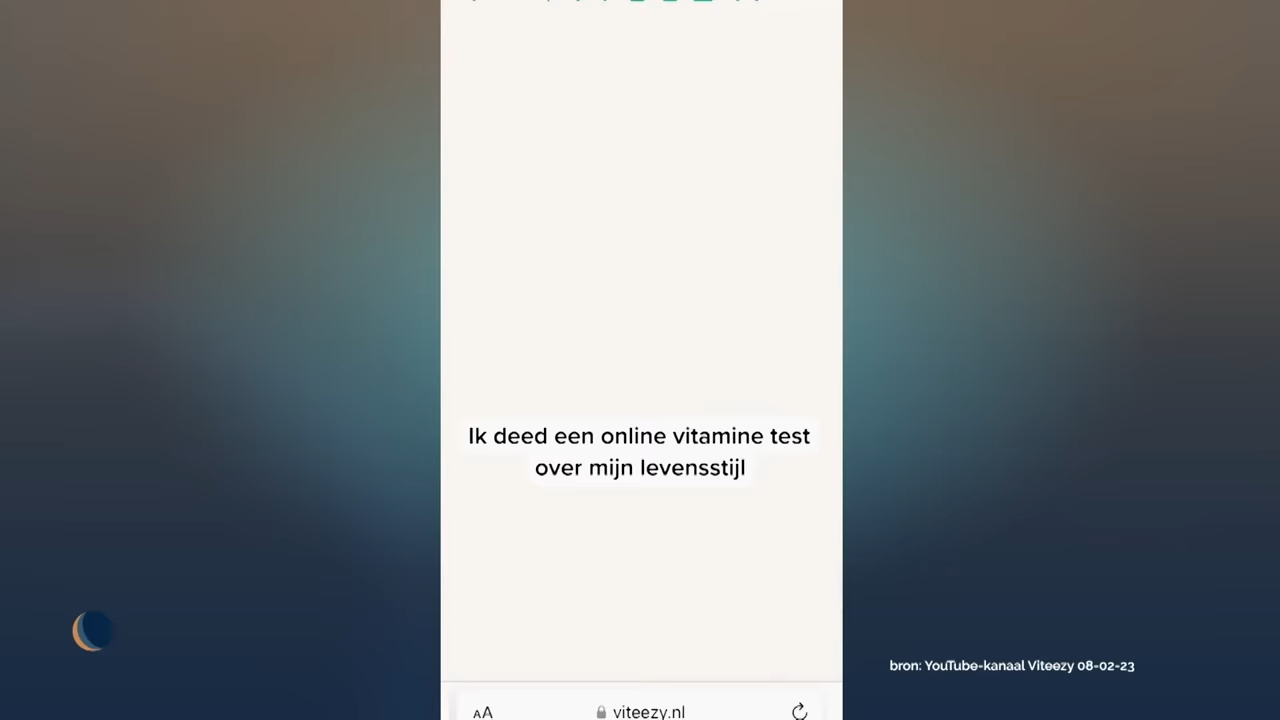 Ik deed een online vitamine test
over mijn levensstijl
bron: YouTube-kanaal Viteezy 08-02-23
AA viteezy.nl